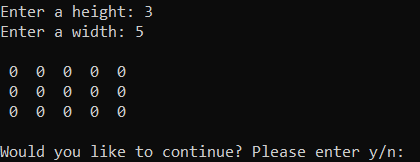 Enter a height: 3
Enter a width: 5
0 0 0 0 0
0 0 0 0 0
0 0 0 0 0
Would you like to continue? Please enter y/n: